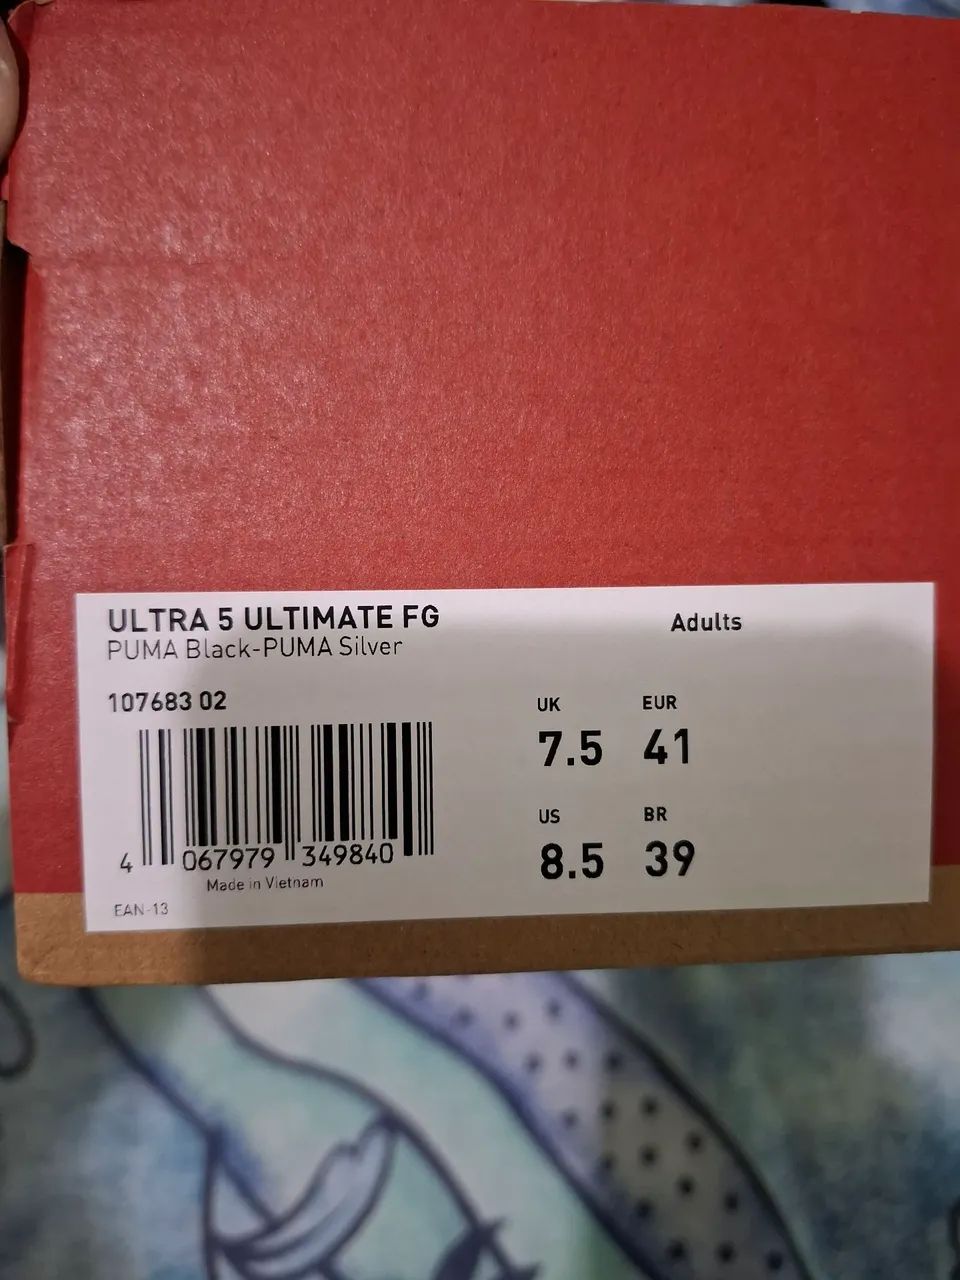 ULTRA 5 ULTIMATE FG
PUMA Black-PUMA Silver
Adults
107683 02
UK EUR
7.5 41
US BR
8.5 39
4 067979 349840
Made in Vietnam
EAN-13